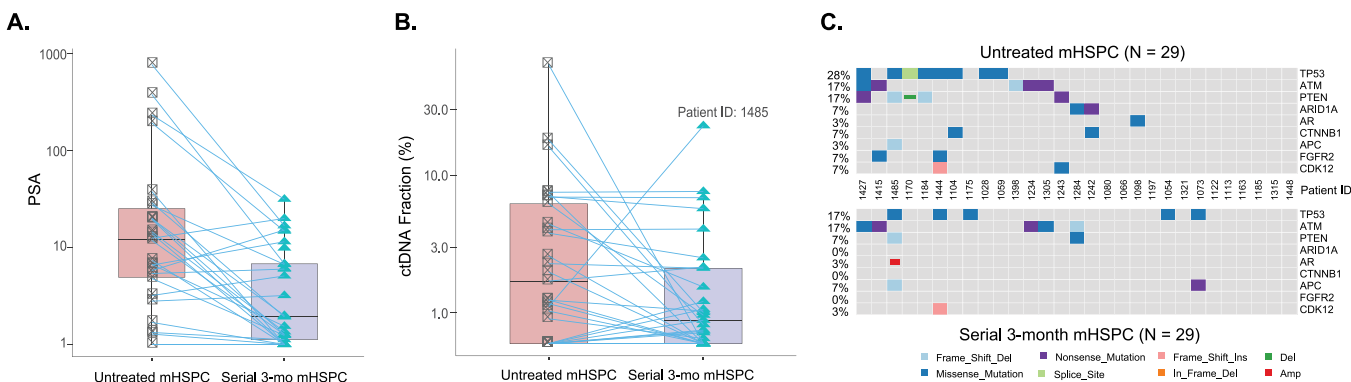 A.
PSA
1000
100
10
1
Untreated mHSPC Serial 3-mo mHSPC
B.
ctDNA Fraction (%)
30.0
10.0
3.0
1.0
Patient ID: 1485
Untreated mHSPC Serial 3-mo mHSPC
C.
Untreated mHSPC (N = 29)
28% TP53
17% ATM
17% PTEN
7% ARID1A
3% AR
7% CTNNB1
3% APC
7% FGFR2
7% CDK12
1427 1415 1485 1170 1184 1444 1104 1175 1028 1059 1398 1234 1305 1243 1284 1242 1080 1066 1098 1197 1054 1321 1073 1122 1113 1163 1185 1315 1448 Patient ID
17% TP53
17% ATM
7% PTEN
0% ARID1A
3% AR
0% CTNNB1
7% APC
0% FGFR2
3% CDK12
Serial 3-month mHSPC (N = 29)
Frame_Shift_Del Nonsense_Mutation Frame_Shift_Ins Del
Missense_Mutation Splice_Site In_Frame_Del Amp